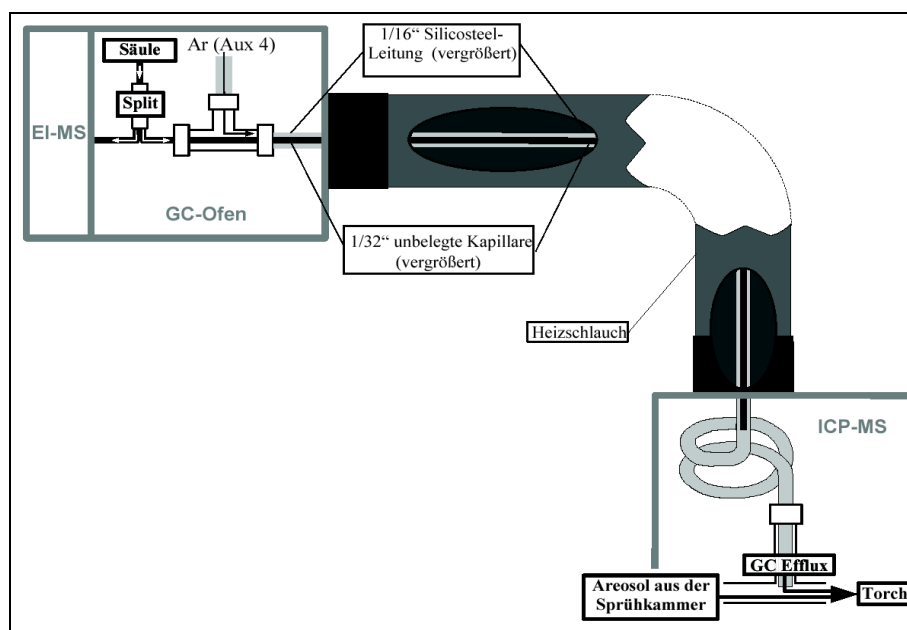 1/16“ Silicosteel-
Leitung (vergrößert)
Ar (Aux 4)
Säule
Split
EI-MS
GC-Ofen
1/32“ unbelegte Kapillare
(vergrößert)
Heizschlauch
ICP-MS
GC Efflux
Areosol aus der
Sprühkammer
Torch